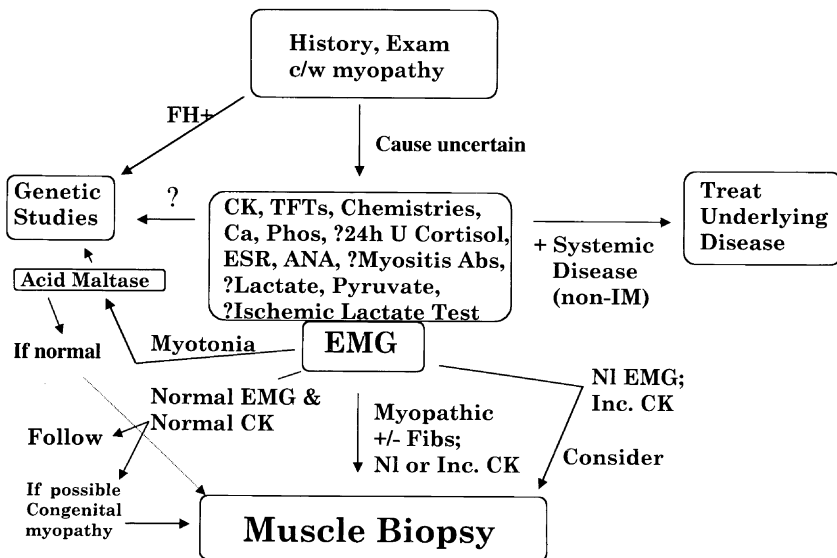 History, Exam
c/w myopathy
FH+
Cause uncertain
Genetic
Studies
?
CK, TFTs, Chemistries,
Ca, Phos, ?24h U Cortisol,
ESR, ANA, ?Myositis Abs,
?Lactate, Pyruvate,
?Ischemic Lactate Test
+ Systemic
Disease
(non-IM)
Treat
Underlying
Disease
Acid Maltase
If normal
Myotonia
EMG
Normal EMG &
Normal CK
Follow
If possible
Congenital
myopathy
Myopathic
+/- Fibs;
Nl or Inc. CK
Nl EMG;
Inc. CK
Consider
Muscle Biopsy